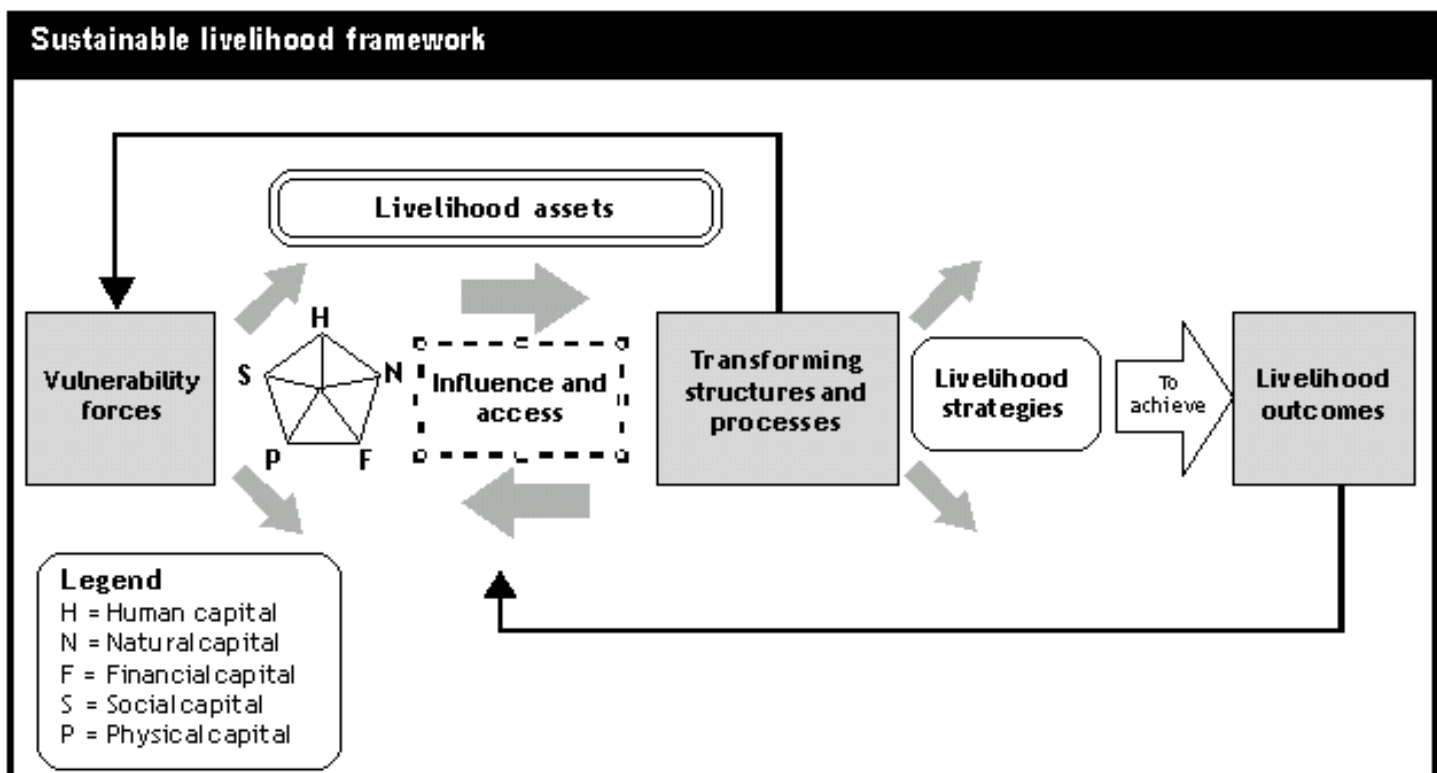 Sustainable livelihood framework
Livelihood assets
Vulnerability
forces
H
S
N
P
F
Influence and
access
Transforming
structures and
processes
Livelihood
strategies
To
achieve
Livelihood
outcomes
Legend
H = Human capital
N = Natural capital
F = Financial capital
S = Social capital
P = Physical capital